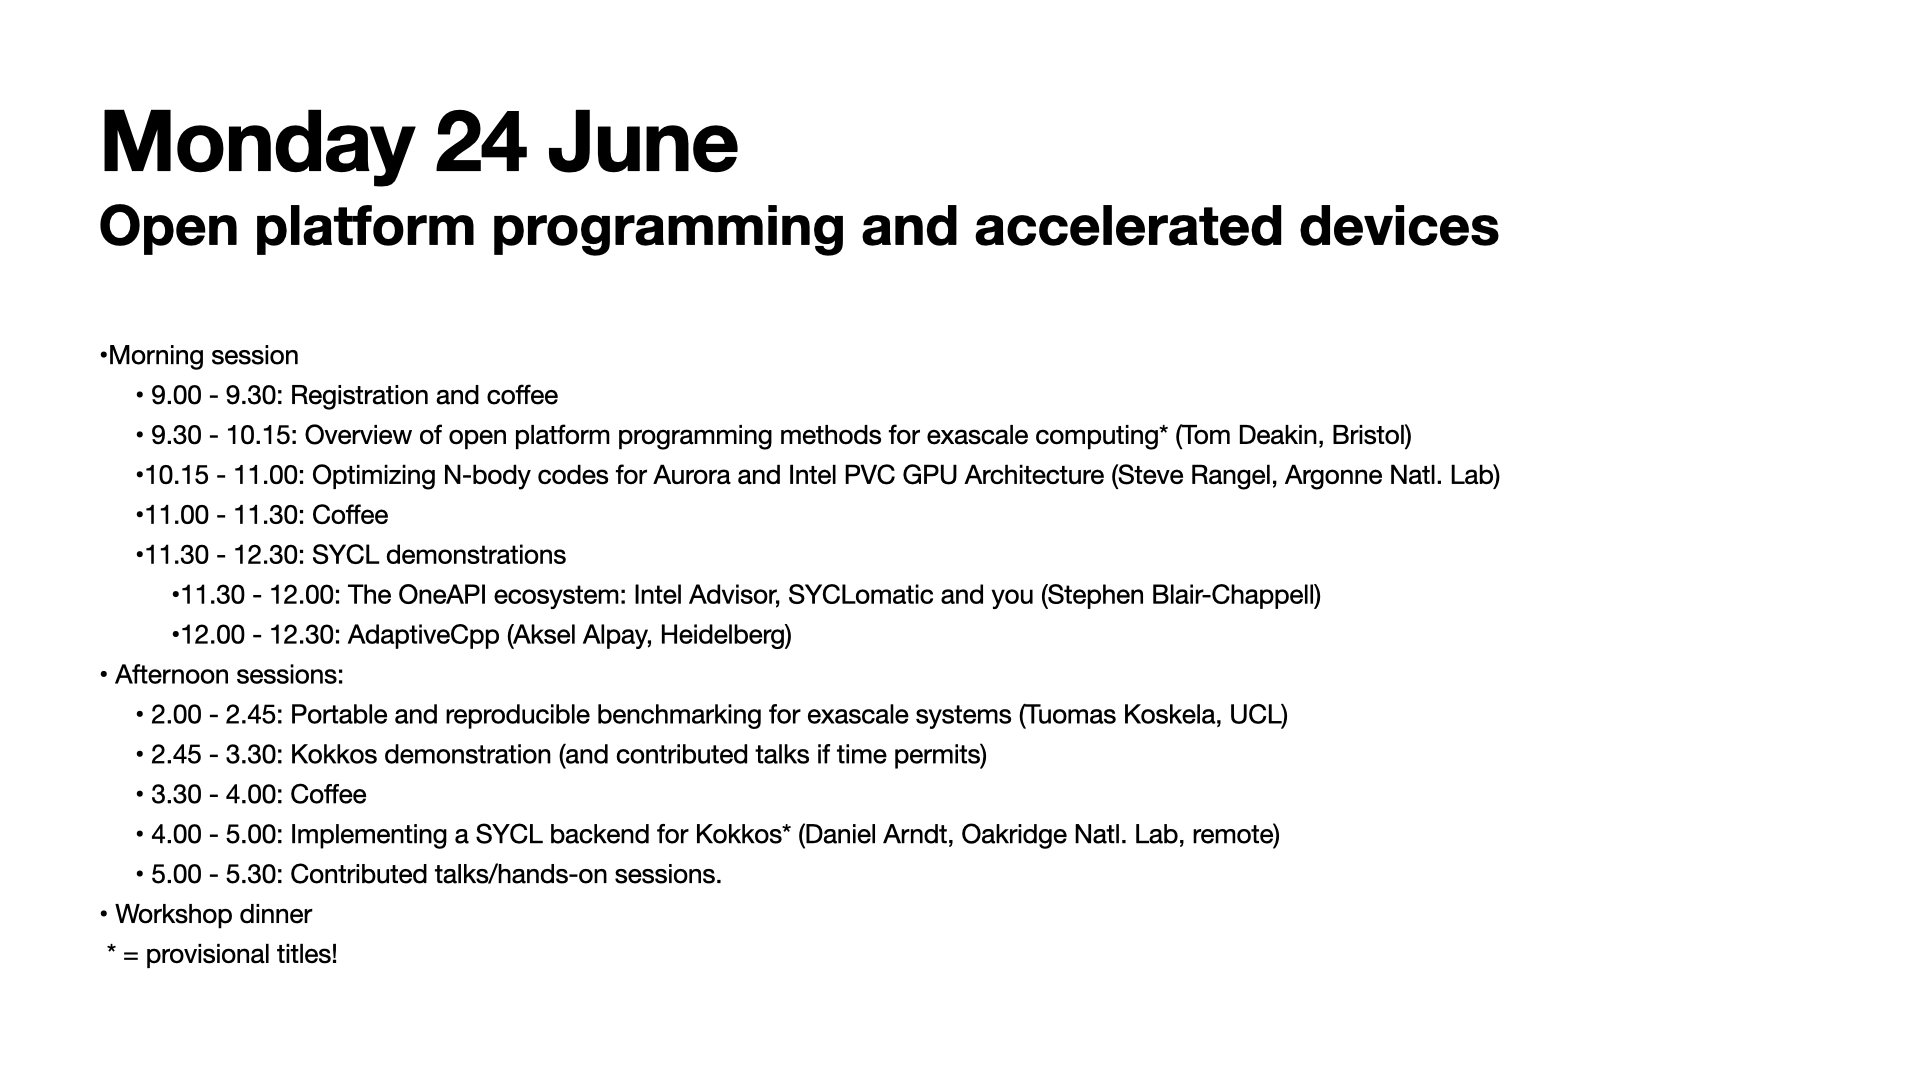 Monday 24 June
Open platform programming and accelerated devices
•Morning session
• 9.00 - 9.30: Registration and coffee
• 9.30 - 10.15: Overview of open platform programming methods for exascale computing* (Tom Deakin, Bristol)
•10.15 - 11.00: Optimizing N-body codes for Aurora and Intel PVC GPU Architecture (Steve Rangel, Argonne Natl. Lab)
•11.00 - 11.30: Coffee
•11.30 - 12.30: SYCL demonstrations
•11.30 - 12.00: The OneAPI ecosystem: Intel Advisor, SYCLomatic and you (Stephen Blair-Chappell)
•12.00 - 12.30: AdaptiveCpp (Aksel Alpay, Heidelberg)
• Afternoon sessions:
• 2.00 - 2.45: Portable and reproducible benchmarking for exascale systems (Tuomas Koskela, UCL)
• 2.45 - 3.30: Kokkos demonstration (and contributed talks if time permits)
• 3.30 - 4.00: Coffee
• 4.00 - 5.00: Implementing a SYCL backend for Kokkos* (Daniel Arndt, Oakridge Natl. Lab, remote)
• 5.00 - 5.30: Contributed talks/hands-on sessions.
• Workshop dinner
* = provisional titles!